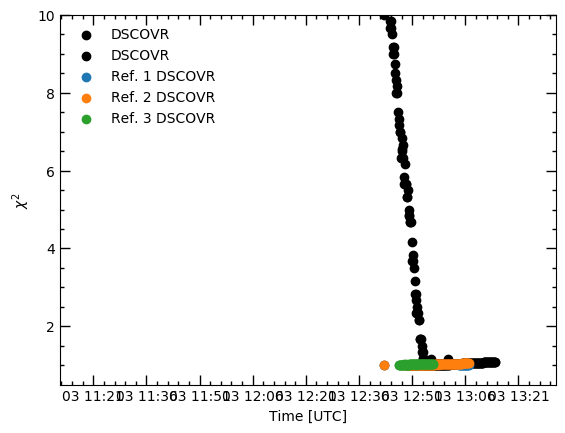 10
8
6
4
2
χ²
DSCOVR
DSCOVR
Ref. 1 DSCOVR
Ref. 2 DSCOVR
Ref. 3 DSCOVR
03 11:21 03 11:36 03 11:51 03 12:06 03 12:21 03 12:36 03 12:51 03 13:06 03 13:21
Time [UTC]